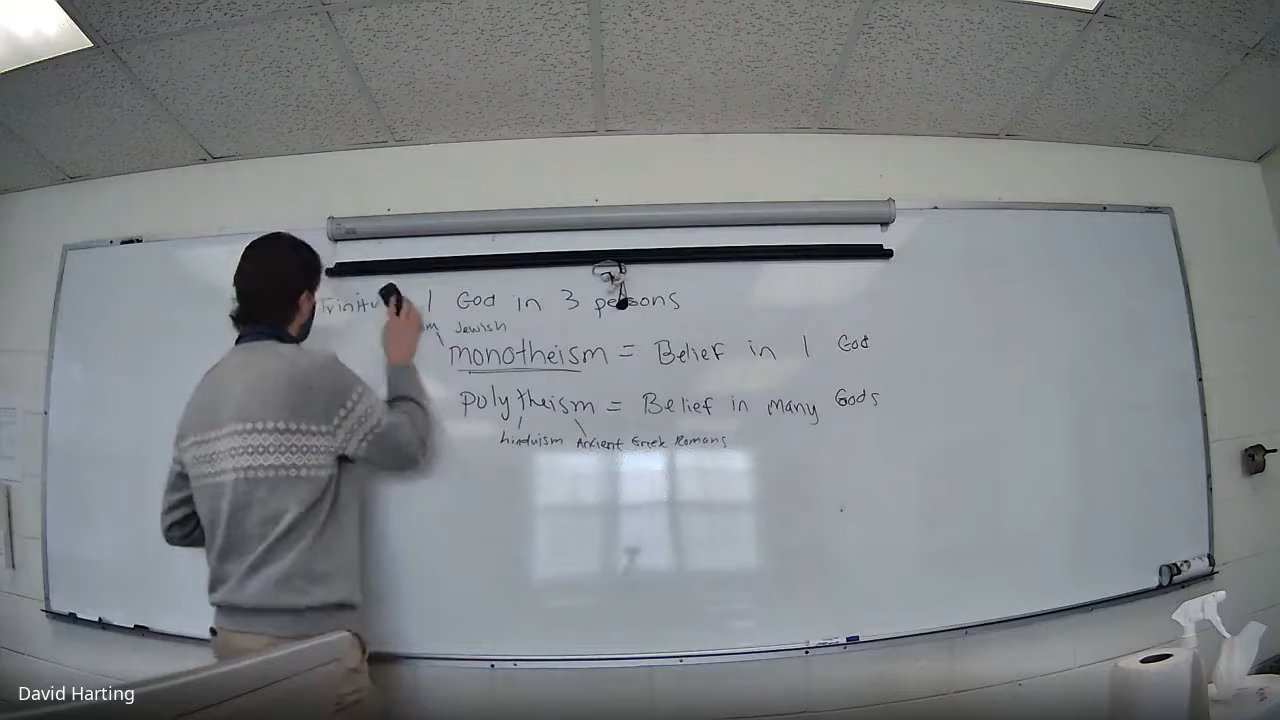 Trinity 1 God in 3 persons
Jewish
monotheism = Belief in 1 God
polytheism = Belief in many Gods
hinduism Ancient Greek Romans
David Harting